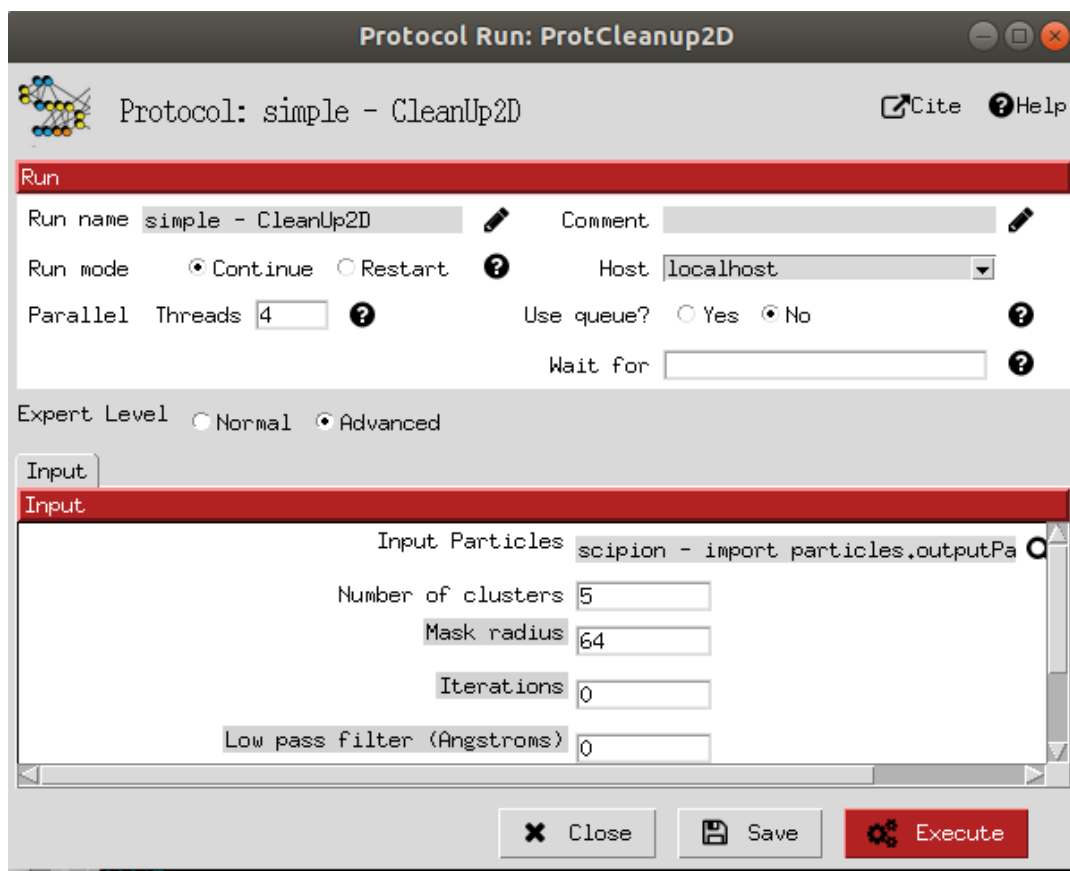 Protocol Run: ProtCleanup2D
Protocol: simple - CleanUp2D Cite Help
Run
Run name simple - CleanUp2D Comment
Run mode Continue Restart Host localhost
Parallel Threads 4 Use queue? Yes No
Wait for
Expert Level Normal Advanced
Input
Input
Input Particles scipion - import particles.outputPa
Number of clusters 5
Mask radius 64
Iterations 0
Low pass filter (Angstroms) 0
Close Save Execute